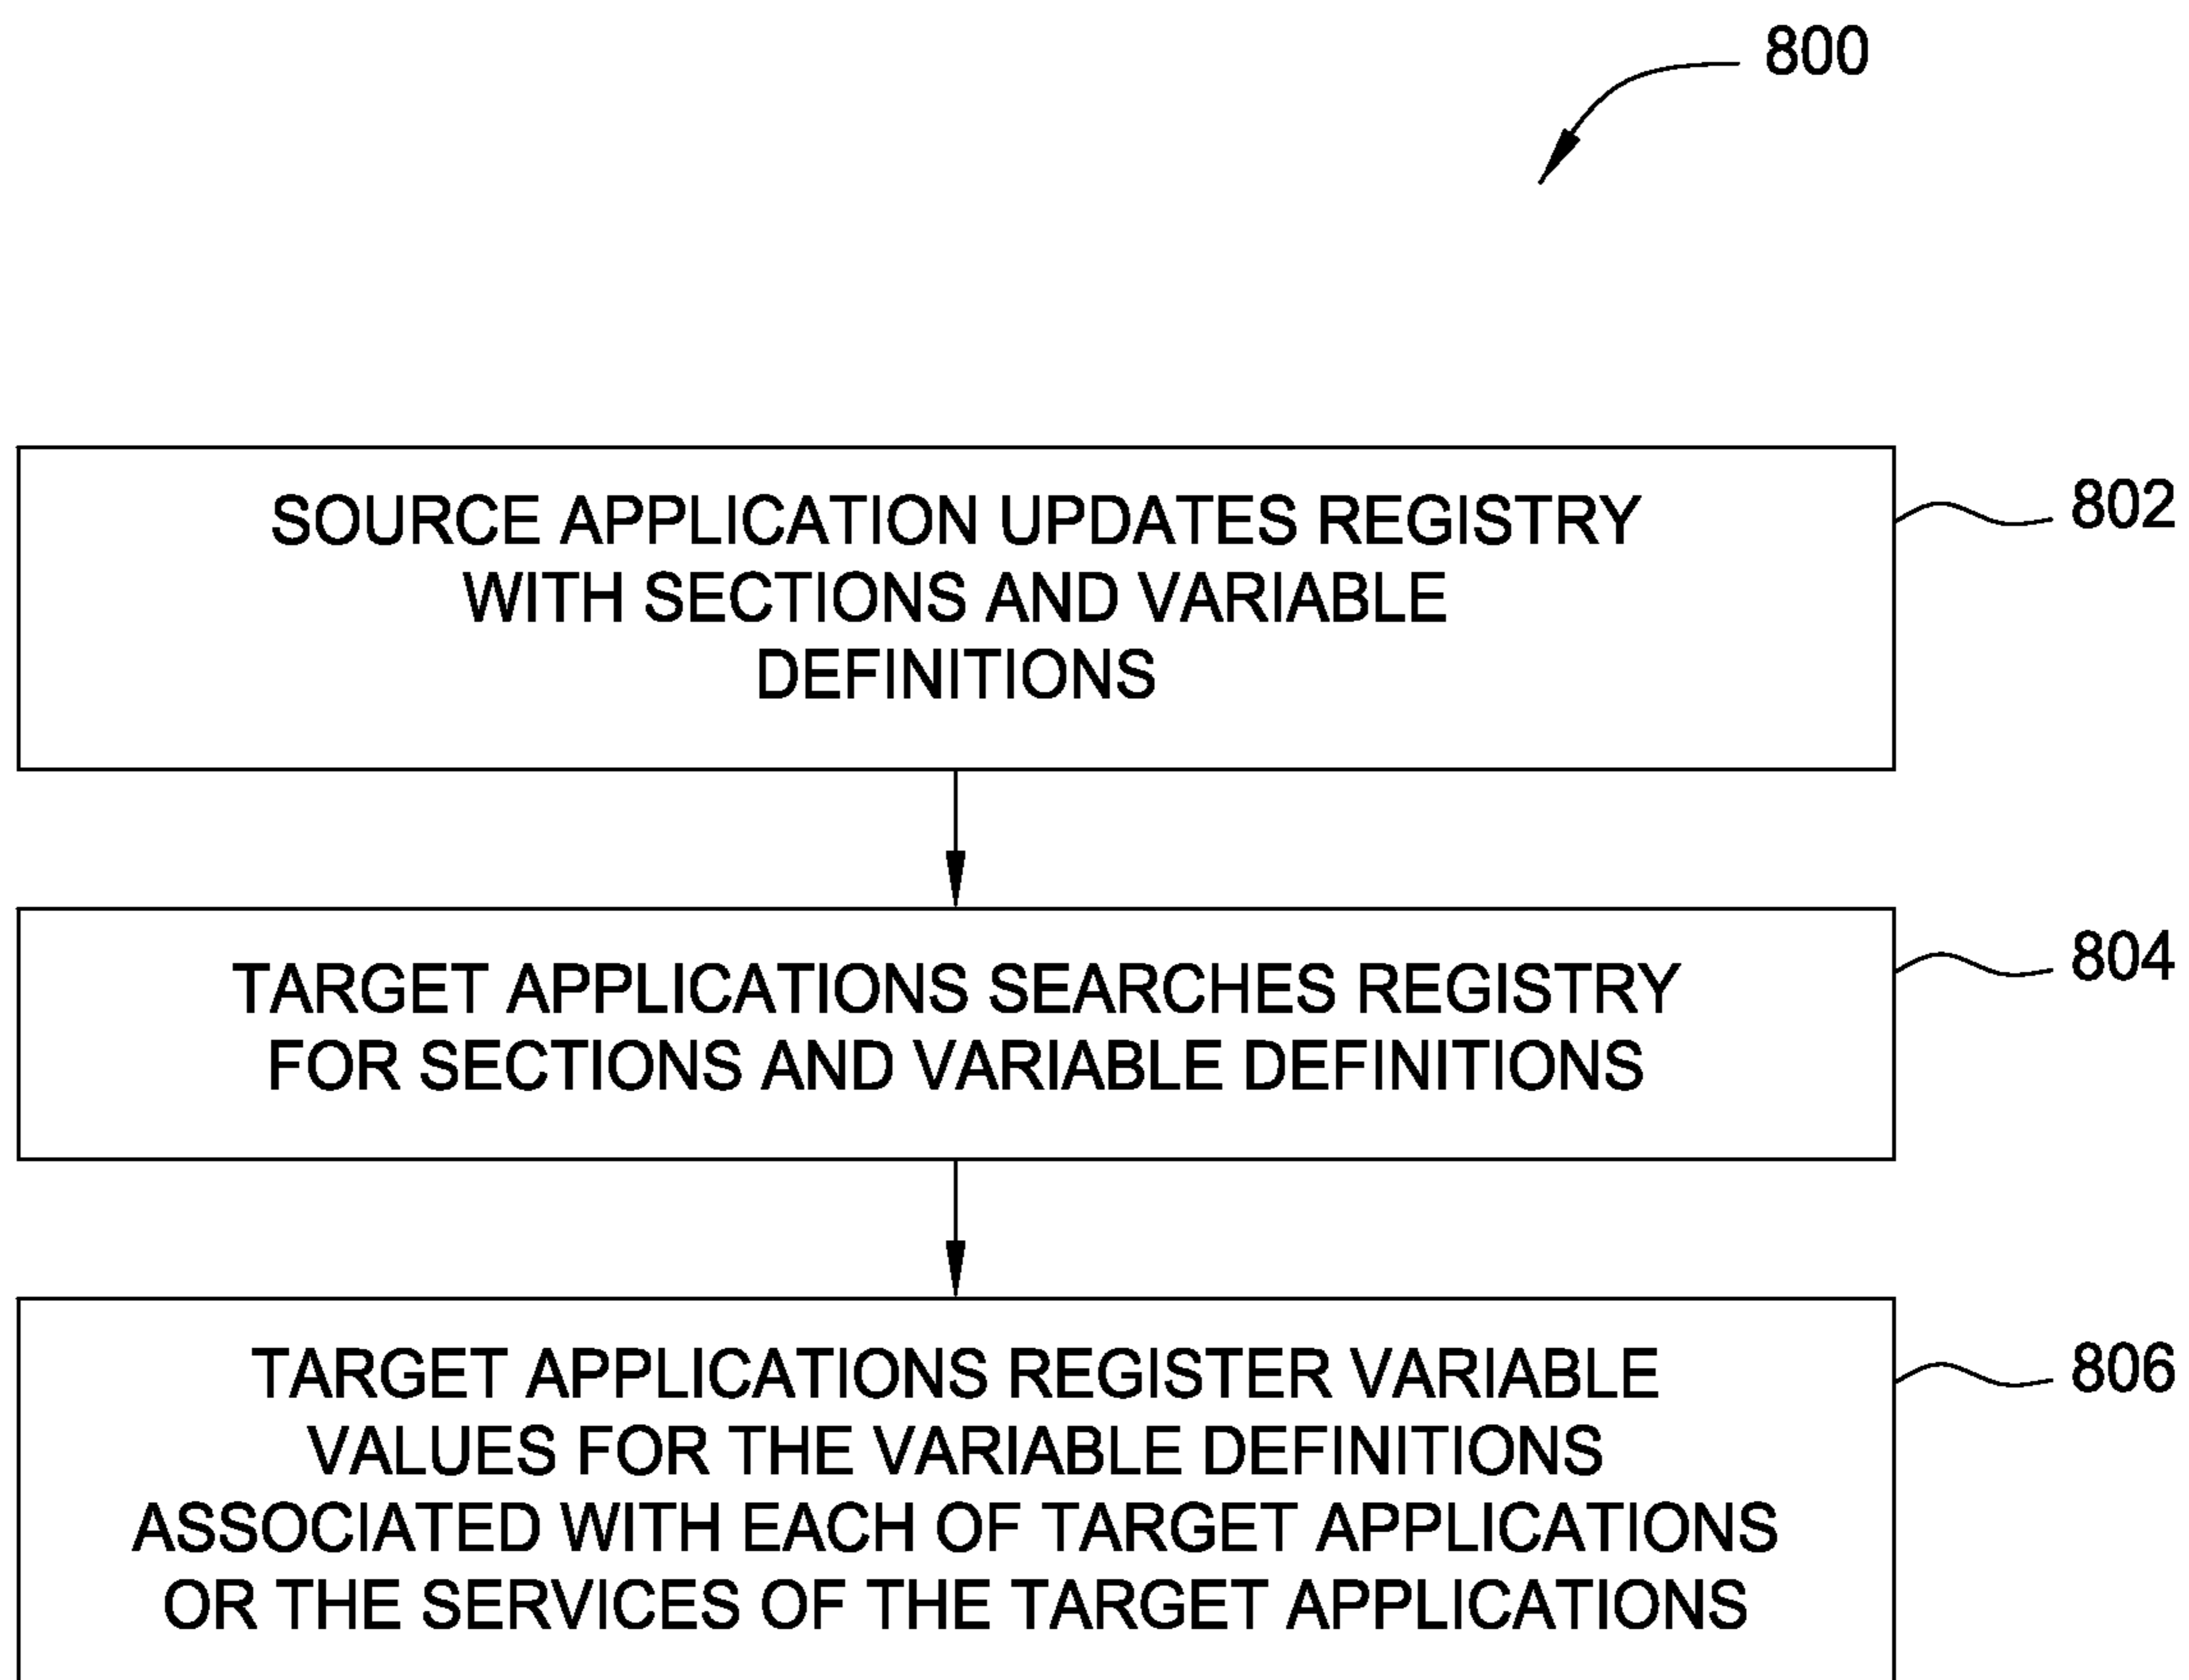 800
SOURCE APPLICATION UPDATES REGISTRY
WITH SECTIONS AND VARIABLE
DEFINITIONS
802
TARGET APPLICATIONS SEARCHES REGISTRY
FOR SECTIONS AND VARIABLE DEFINITIONS
804
TARGET APPLICATIONS REGISTER VARIABLE
VALUES FOR THE VARIABLE DEFINITIONS
ASSOCIATED WITH EACH OF TARGET APPLICATIONS
OR THE SERVICES OF THE TARGET APPLICATIONS
806